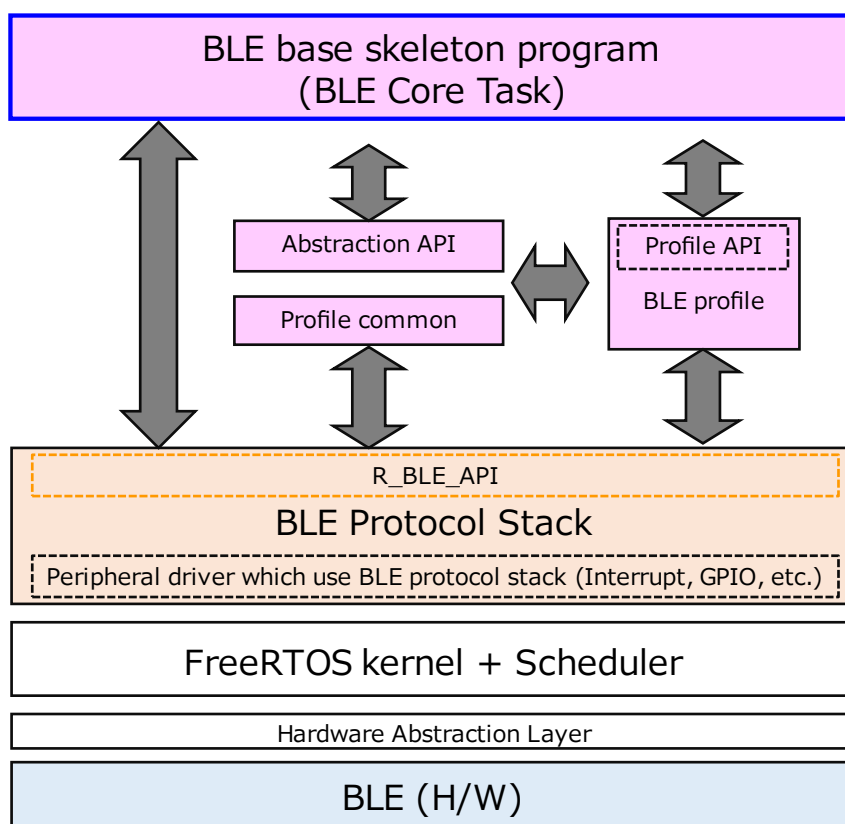 BLE base skeleton program
(BLE Core Task)
Abstraction API
Profile API
Profile common
BLE profile
R_BLE_API
BLE Protocol Stack
Peripheral driver which use BLE protocol stack (Interrupt, GPIO, etc.)
FreeRTOS kernel + Scheduler
Hardware Abstraction Layer
BLE (H/W)